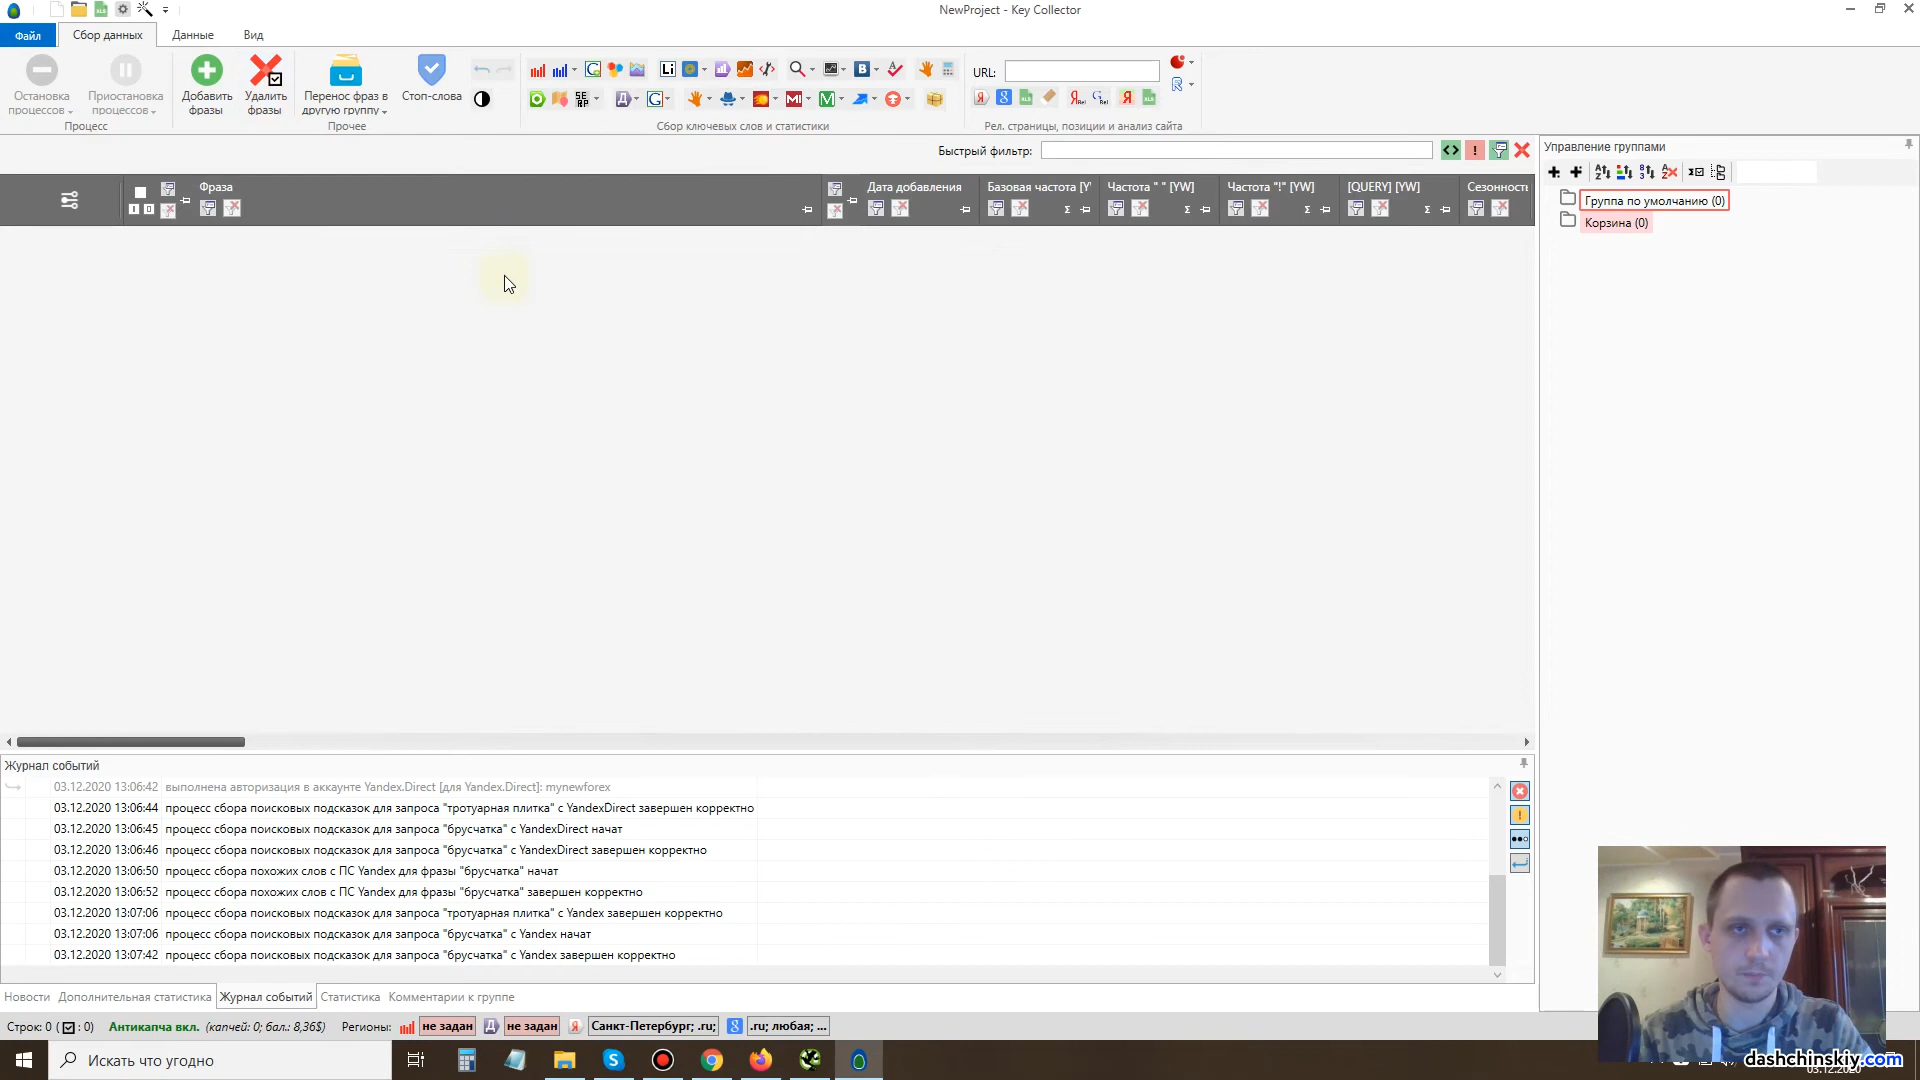 NewProject - Key Collector
Файл
Сбор данных
Данные
Вид
Остановка процессов
Приостановка процессов
Процесс
Добавить фразы
Удалить фразы
Перенос фраз в другую группу
Стоп-слова
Прочее
Сбор ключевых слов и статистики
URL:
Рел. страницы, позиции и анализ сайта
Быстрый фильтр:
Фраза
Дата добавления
Базовая частота [Y
Частота " " [YW]
Частота "!" [YW]
[QUERY] [YW]
Сезонность
Управление группами
Группа по умолчанию (0)
Корзина (0)
Журнал событий
03.12.2020 13:06:42 выполнена авторизация в аккаунте Yandex.Direct [для Yandex.Direct]: mynewforex
03.12.2020 13:06:44 процесс сбора поисковых подсказок для запроса "тротуарная плитка" с YandexDirect завершен корректно
03.12.2020 13:06:45 процесс сбора поисковых подсказок для запроса "брусчатка" с YandexDirect начат
03.12.2020 13:06:46 процесс сбора поисковых подсказок для запроса "брусчатка" с YandexDirect завершен корректно
03.12.2020 13:06:50 процесс сбора похожих слов с ПС Yandex для фразы "брусчатка" начат
03.12.2020 13:06:52 процесс сбора похожих слов с ПС Yandex для фразы "брусчатка" завершен корректно
03.12.2020 13:07:06 процесс сбора поисковых подсказок для запроса "тротуарная плитка" с Yandex завершен корректно
03.12.2020 13:07:06 процесс сбора поисковых подсказок для запроса "брусчатка" с Yandex начат
03.12.2020 13:07:42 процесс сбора поисковых подсказок для запроса "брусчатка" с Yandex завершен корректно
Новости
Дополнительная статистика
Журнал событий
Статистика
Комментарии к группе
Строк: 0 ( : 0)
Антикапча вкл. (капчей: 0; бал.: 8,36$)
Регионы:
не задан
не задан
Санкт-Петербург; .ru;
.ru; любая; ...
Искать что угодно
dashchinskiy.com
03.12.2020